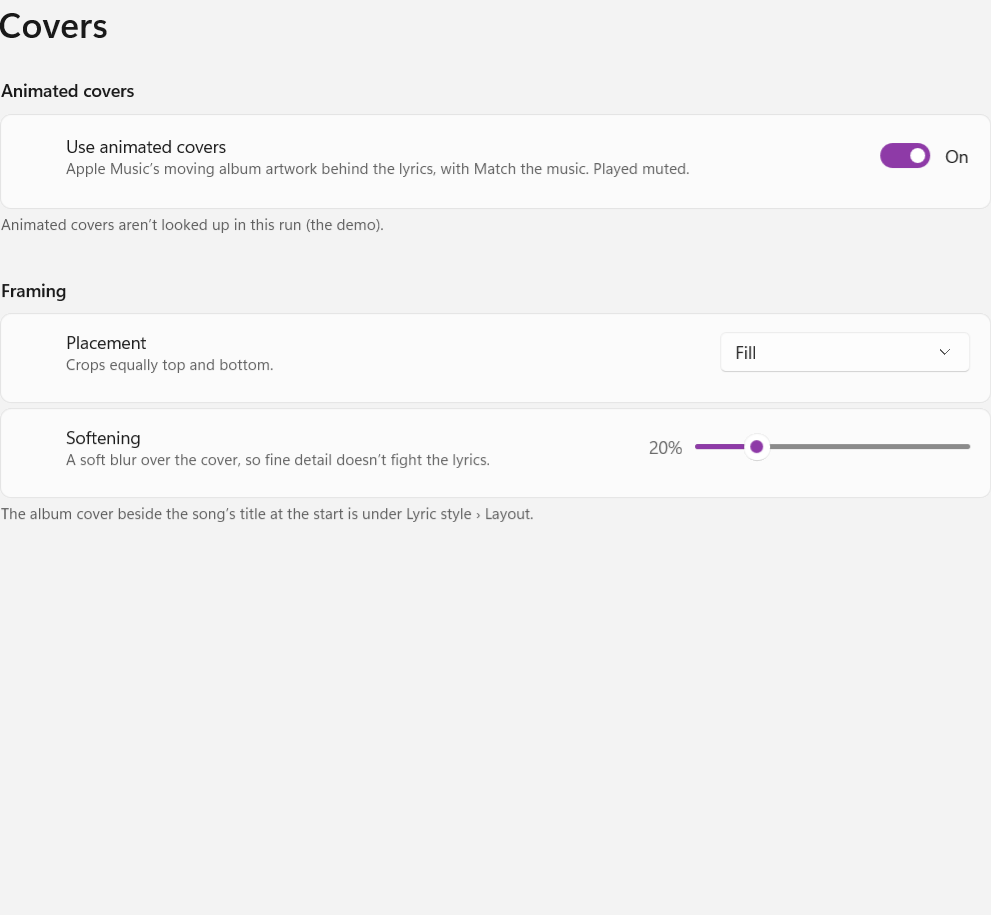 Covers
Animated covers
Use animated covers
Apple Music’s moving album artwork behind the lyrics, with Match the music. Played muted.
On
Animated covers aren’t looked up in this run (the demo).
Framing
Placement
Crops equally top and bottom.
Fill
Softening
A soft blur over the cover, so fine detail doesn’t fight the lyrics.
20%
The album cover beside the song’s title at the start is under Lyric style › Layout.